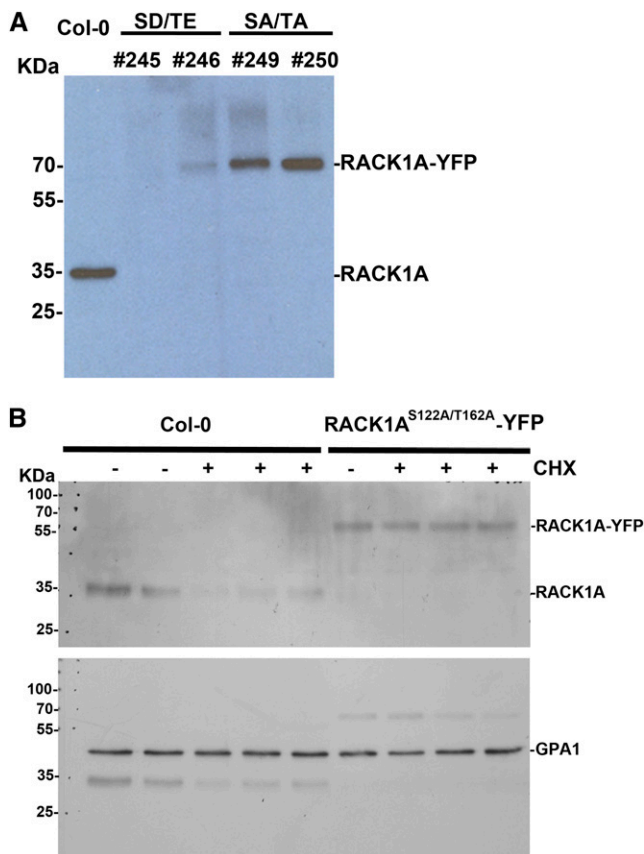 A
Col-0 SD/TE SA/TA
KDa #245 #246 #249 #250
70- -RACK1A-YFP
55-
35- -RACK1A
25-
B
Col-0 RACK1A^S122A/T162A-YFP
KDa - - + + + - + + + CHX
100-
70- -RACK1A-YFP
55-
35- -RACK1A
25-
100-
70-
55-
-GPA1
35-
25-